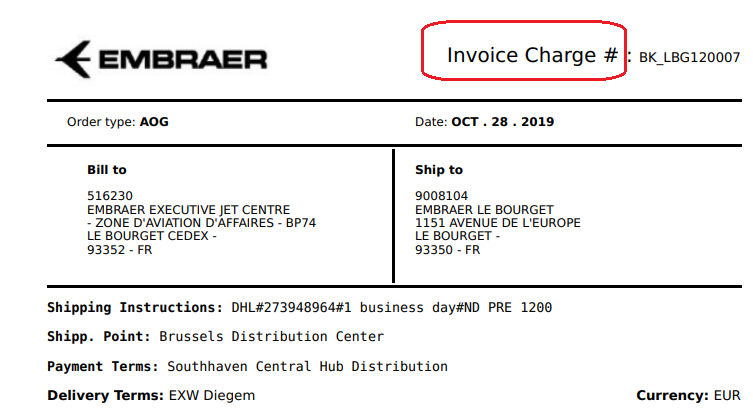 EMBRAER
Invoice Charge # : BK_LBG120007
Order type: AOG
Date: OCT . 28 . 2019
Bill to
516230
EMBRAER EXECUTIVE JET CENTRE
- ZONE D'AVIATION D'AFFAIRES - BP74
LE BOURGET CEDEX -
93352 - FR
Ship to
9008104
EMBRAER LE BOURGET
1151 AVENUE DE L'EUROPE
LE BOURGET -
93350 - FR
Shipping Instructions: DHL#273948964#1 business day#ND PRE 1200
Shipp. Point: Brussels Distribution Center
Payment Terms: Southhaven Central Hub Distribution
Delivery Terms: EXW Diegem
Currency: EUR